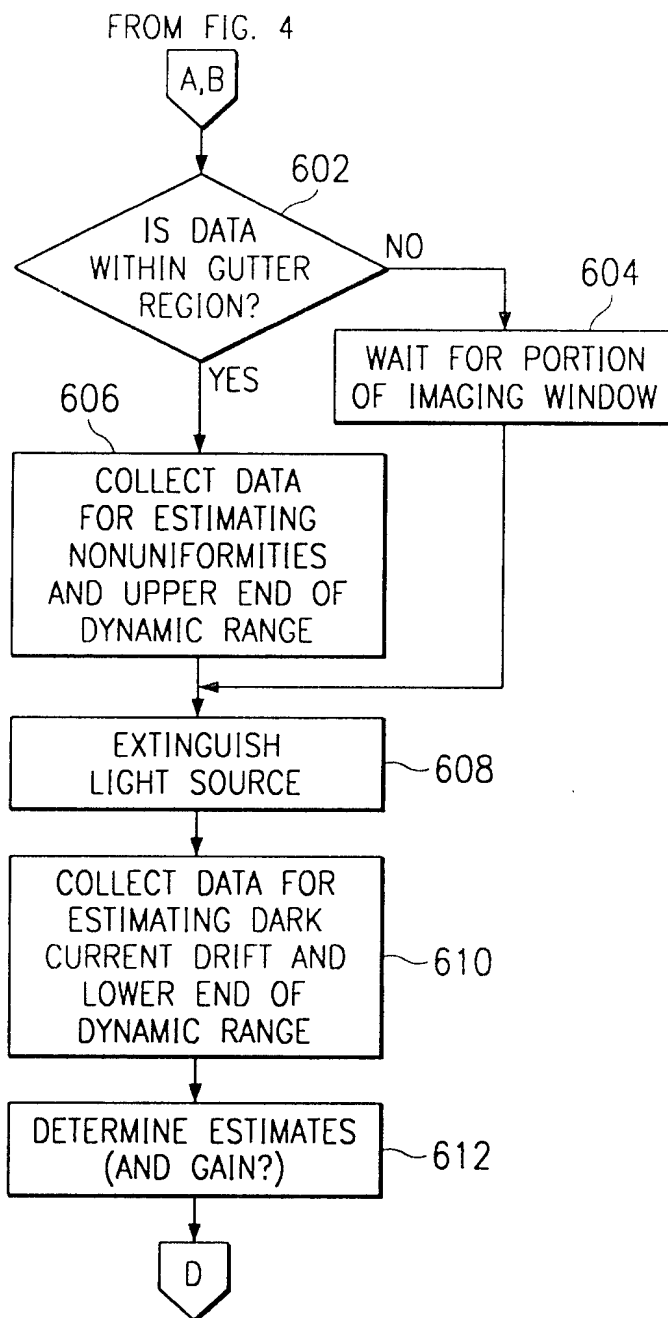 FROM FIG. 4
A,B
602
IS DATA
WITHIN GUTTER
REGION?
NO
604
WAIT FOR PORTION
OF IMAGING WINDOW
YES
606
COLLECT DATA
FOR ESTIMATING
NONUNIFORMITIES
AND UPPER END OF
DYNAMIC RANGE
EXTINGUISH
LIGHT SOURCE
608
COLLECT DATA FOR
ESTIMATING DARK
CURRENT DRIFT AND
LOWER END OF
DYNAMIC RANGE
610
DETERMINE ESTIMATES
(AND GAIN?)
612
D